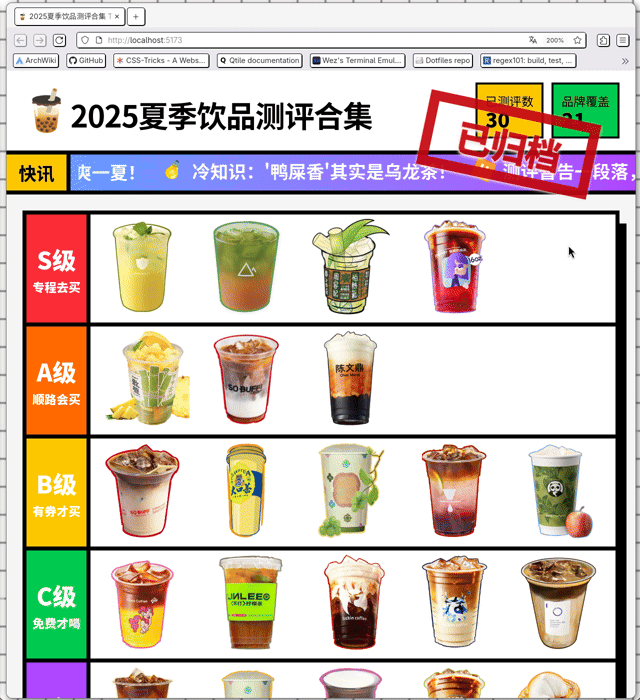 2025夏季饮品测评合集
http://localhost:5173
200%
ArchWiki
GitHub
CSS-Tricks - A Webs...
Qtile documentation
Wez's Terminal Emul...
Dotfiles repo
regex101: build, test, ...
2025夏季饮品测评合集
已测评数
30
品牌覆盖
21
已归档
快讯
爽一夏！
冷知识：'鸭屎香'其实是乌龙茶！
测评警告一段落，
S级
专程去买
A级
顺路会买
SO BUFF!
陈文鼎
B级
有券才买
C级
免费才喝
JNLEE
luckin coffee